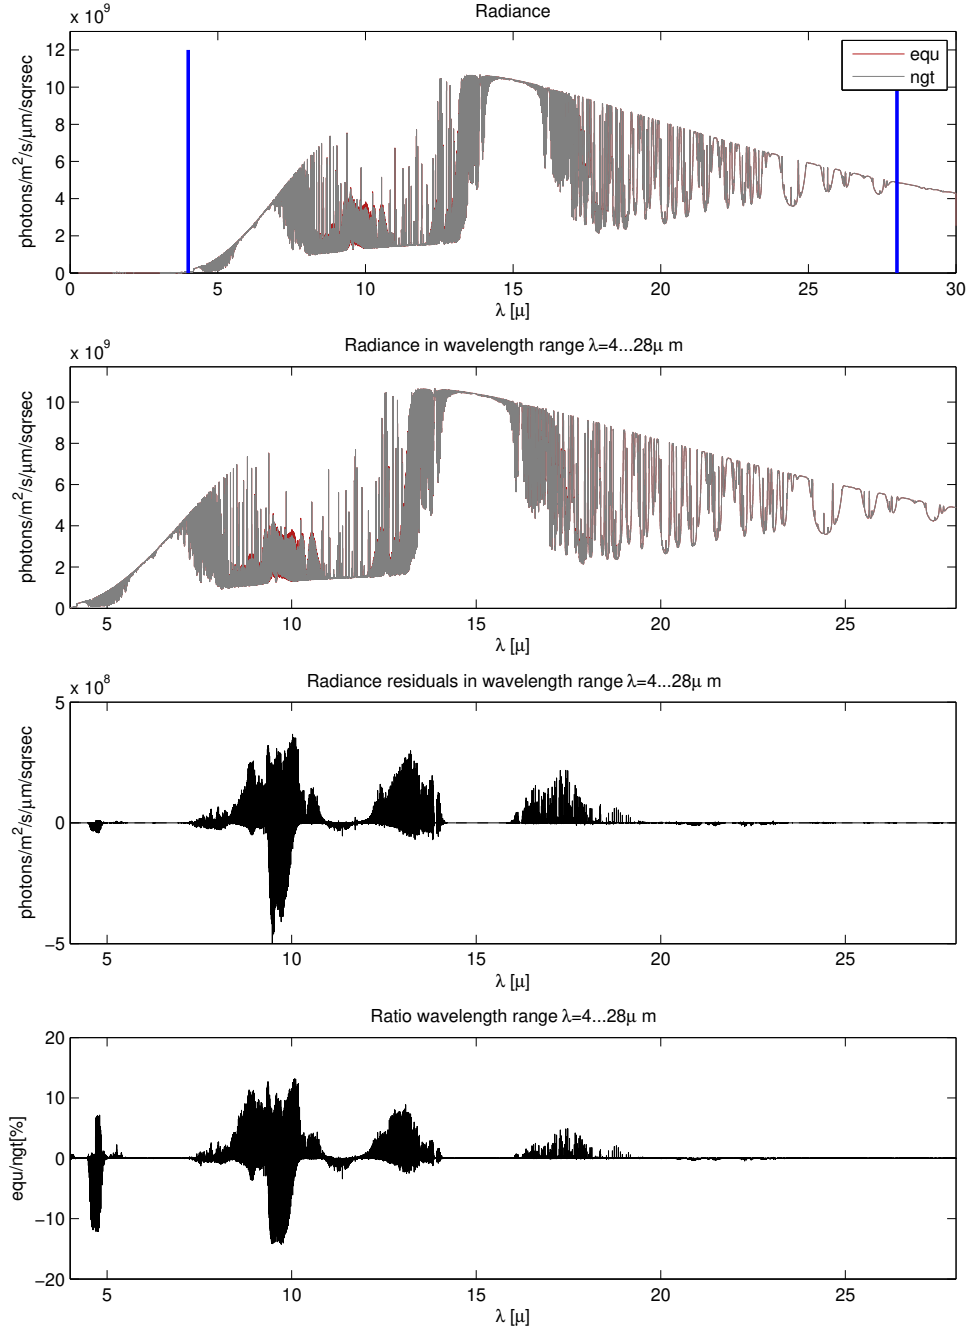 Radiance
x 10^9
photons/m^2/s/μm/sqrsec
12
10
8
6
4
2
0
equ
ngt
0 5 10 15 20 25 30
λ [μ]
Radiance in wavelength range λ=4...28μ m
x 10^9
photons/m^2/s/μm/sqrsec
10
8
6
4
2
0
5 10 15 20 25
λ [μ]
Radiance residuals in wavelength range λ=4...28μ m
x 10^8
photons/m^2/s/μm/sqrsec
5
0
−5
5 10 15 20 25
λ [μ]
Ratio wavelength range λ=4...28μ m
equ/ngt[%]
20
10
0
−10
−20
5 10 15 20 25
λ [μ]